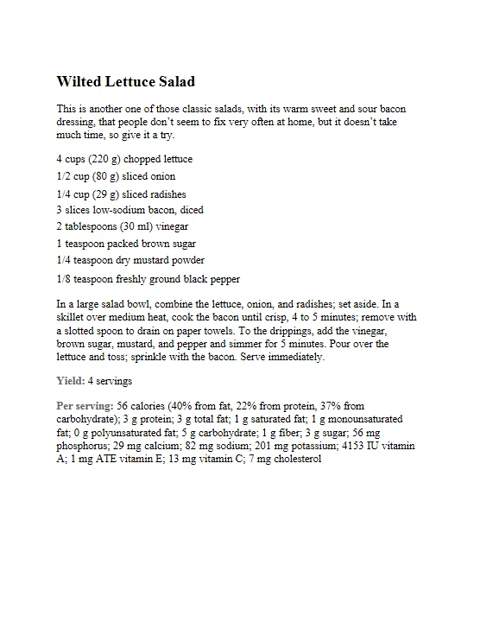 Wilted Lettuce Salad
This is another one of those classic salads, with its warm sweet and sour bacon
dressing, that people don’t seem to fix very often at home, but it doesn’t take
much time, so give it a try.
4 cups (220 g) chopped lettuce
1/2 cup (80 g) sliced onion
1/4 cup (29 g) sliced radishes
3 slices low-sodium bacon, diced
2 tablespoons (30 ml) vinegar
1 teaspoon packed brown sugar
1/4 teaspoon dry mustard powder
1/8 teaspoon freshly ground black pepper
In a large salad bowl, combine the lettuce, onion, and radishes; set aside. In a
skillet over medium heat, cook the bacon until crisp, 4 to 5 minutes; remove with
a slotted spoon to drain on paper towels. To the drippings, add the vinegar,
brown sugar, mustard, and pepper and simmer for 5 minutes. Pour over the
lettuce and toss; sprinkle with the bacon. Serve immediately.
Yield: 4 servings
Per serving: 56 calories (40% from fat, 22% from protein, 37% from
carbohydrate); 3 g protein; 3 g total fat; 1 g saturated fat; 1 g monounsaturated
fat; 0 g polyunsaturated fat; 5 g carbohydrate; 1 g fiber; 3 g sugar; 56 mg
phosphorus; 29 mg calcium; 82 mg sodium; 201 mg potassium; 4153 IU vitamin
A; 1 mg ATE vitamin E; 13 mg vitamin C; 7 mg cholesterol